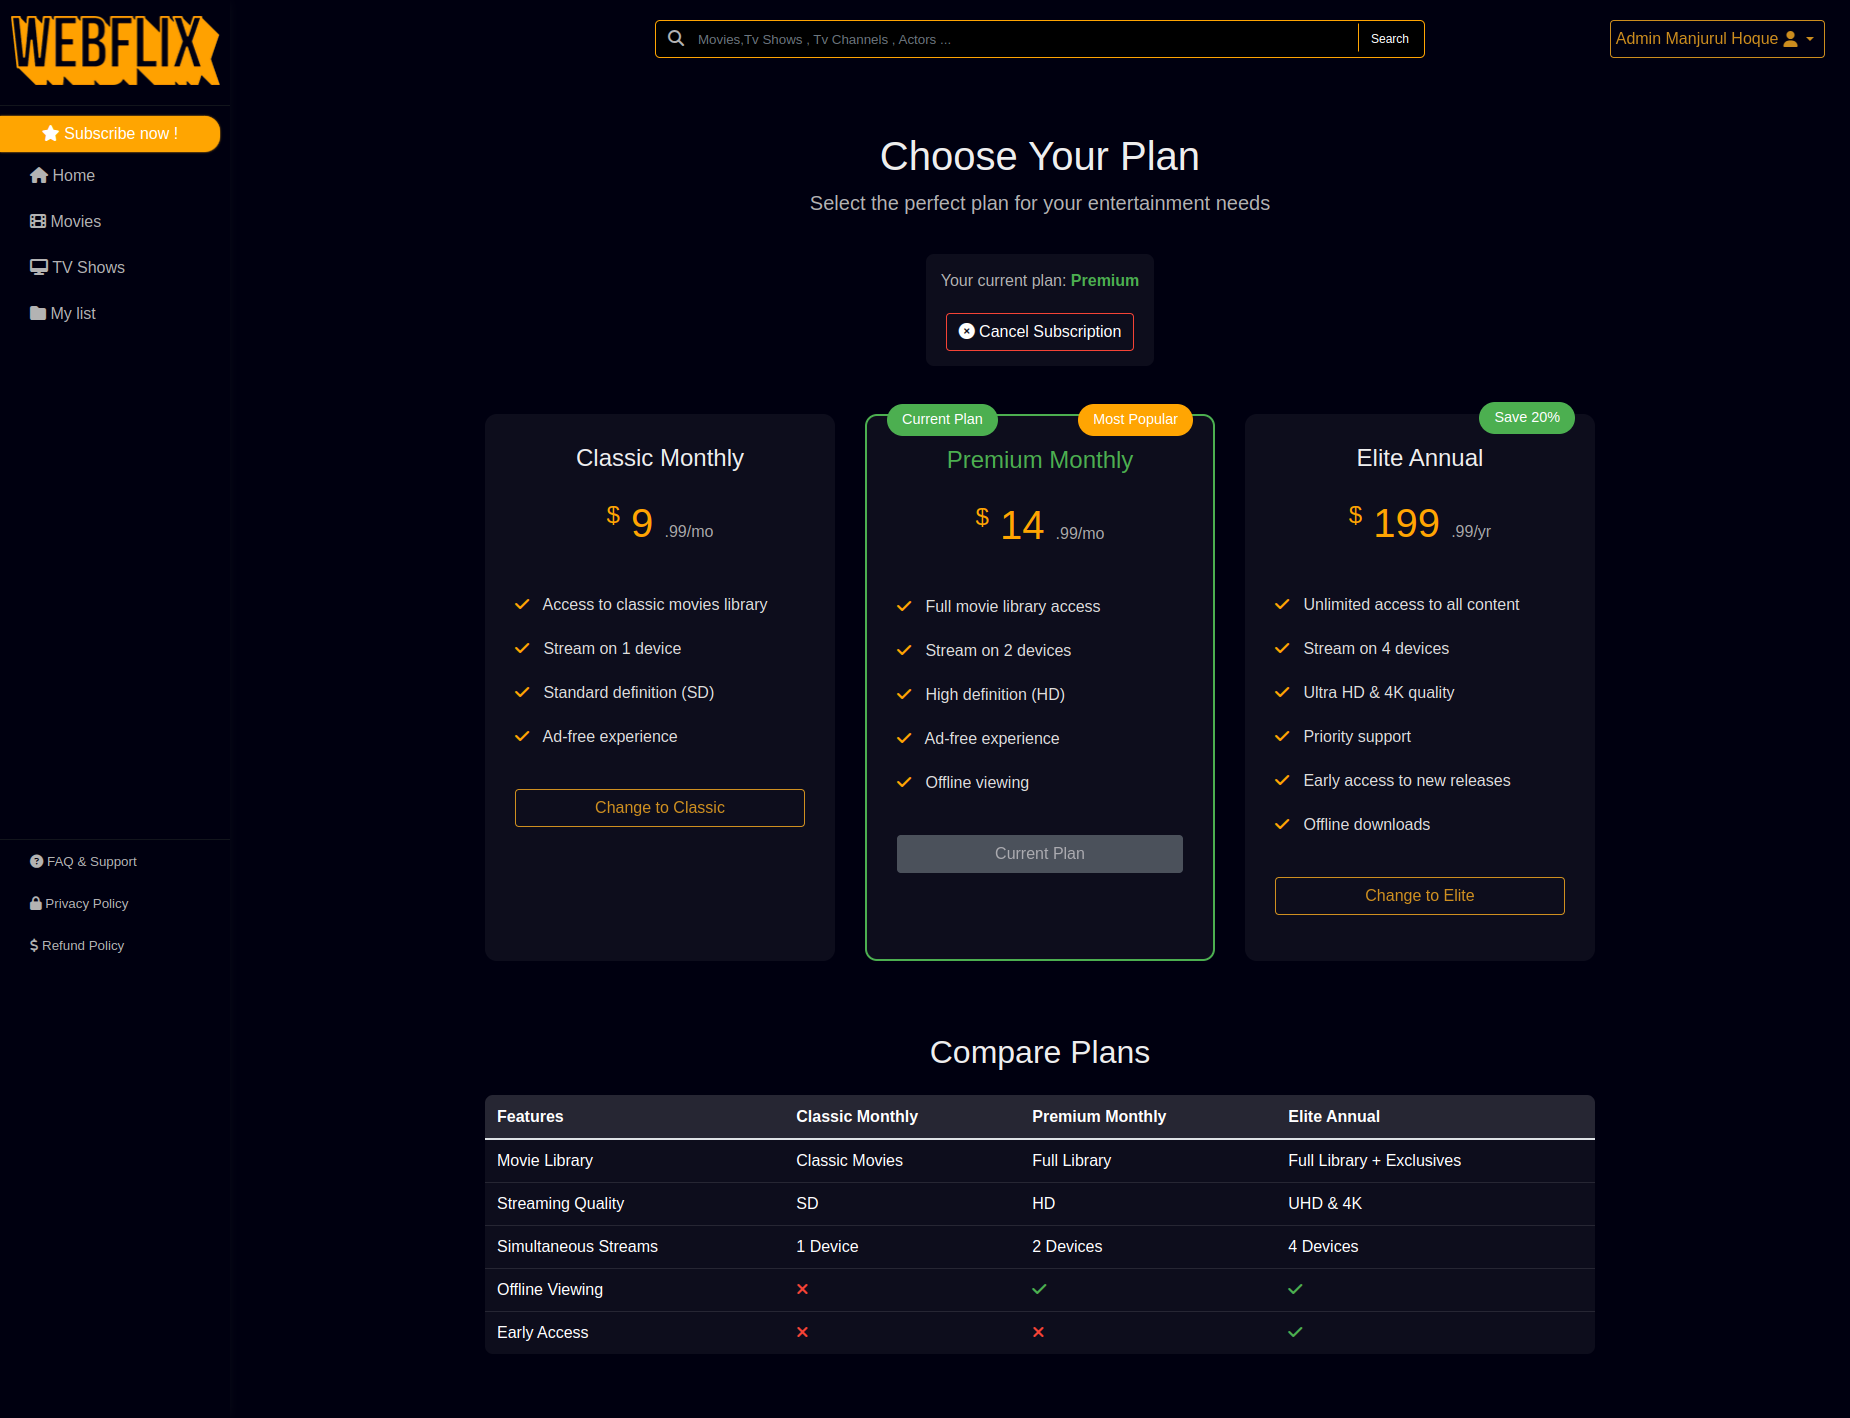 WEBFLIX
Movies,Tv Shows , Tv Channels , Actors ...
Search
Admin Manjurul Hoque
Subscribe now !
Home
Movies
TV Shows
My list
FAQ & Support
Privacy Policy
$ Refund Policy
Choose Your Plan
Select the perfect plan for your entertainment needs
Your current plan: Premium
Cancel Subscription
Classic Monthly
$ 9 .99/mo
Access to classic movies library
Stream on 1 device
Standard definition (SD)
Ad-free experience
Change to Classic
Current Plan
Most Popular
Premium Monthly
$ 14 .99/mo
Full movie library access
Stream on 2 devices
High definition (HD)
Ad-free experience
Offline viewing
Current Plan
Save 20%
Elite Annual
$ 199 .99/yr
Unlimited access to all content
Stream on 4 devices
Ultra HD & 4K quality
Priority support
Early access to new releases
Offline downloads
Change to Elite
Compare Plans
Features Classic Monthly Premium Monthly Elite Annual
Movie Library Classic Movies Full Library Full Library + Exclusives
Streaming Quality SD HD UHD & 4K
Simultaneous Streams 1 Device 2 Devices 4 Devices
Offline Viewing
Early Access